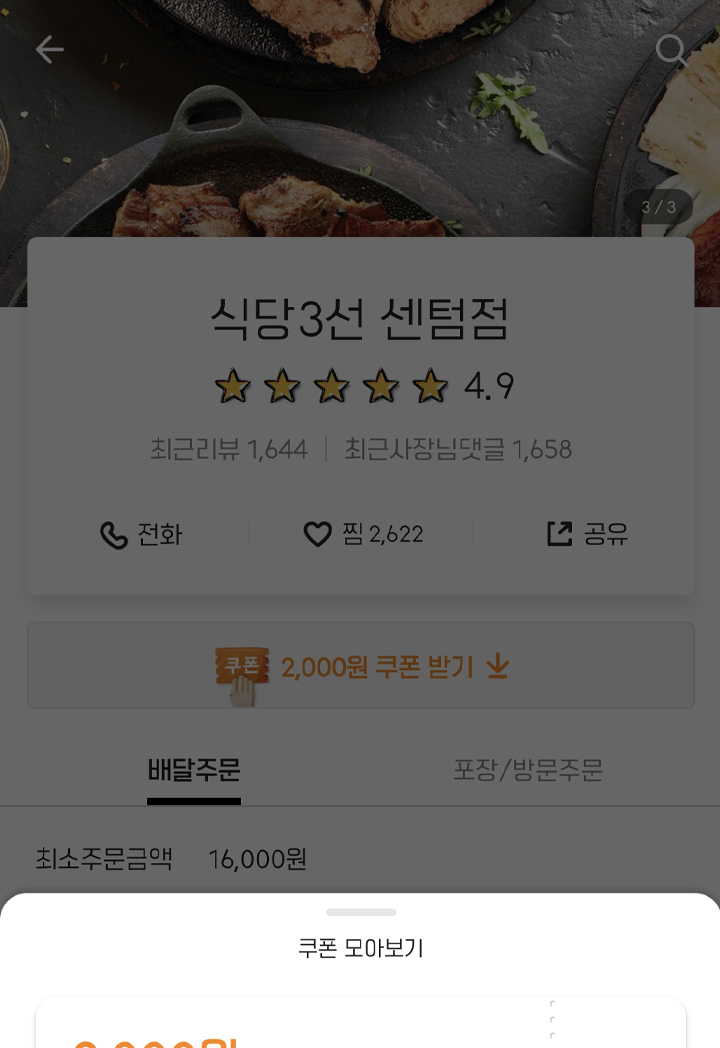 3 / 3
식당3선 센텀점
4.9
최근리뷰 1,644 | 최근사장님댓글 1,658
전화 찜 2,622 공유
쿠폰 2,000원 쿠폰 받기
배달주문 포장/방문주문
최소주문금액 16,000원
쿠폰 모아보기